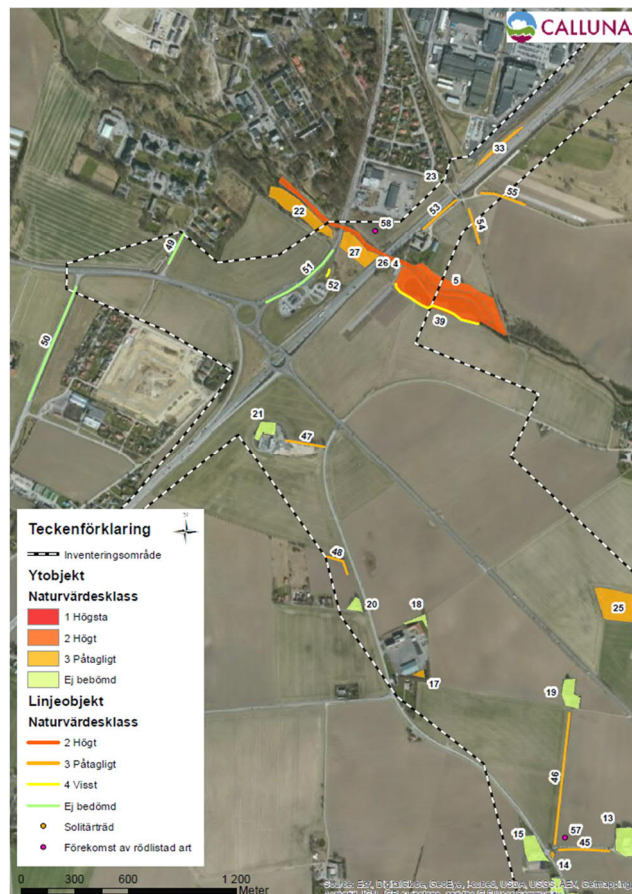 CALLUNA
33
23
55
22
53
58
54
49
27
26
4
5
51
52
39
50
21
47
48
20
18
25
17
19
46
57
13
15
45
14
Teckenförklaring
Inventeringsområde
Ytobjekt
Naturvärdesklass
1 Högsta
2 Högt
3 Påtagligt
Ej bebömd
Linjeobjekt
Naturvärdesklass
2 Högt
3 Påtagligt
4 Visst
Ej bedömd
Solitärträd
Förekomst av rödlistad art
0 300 600 1 200
Meter